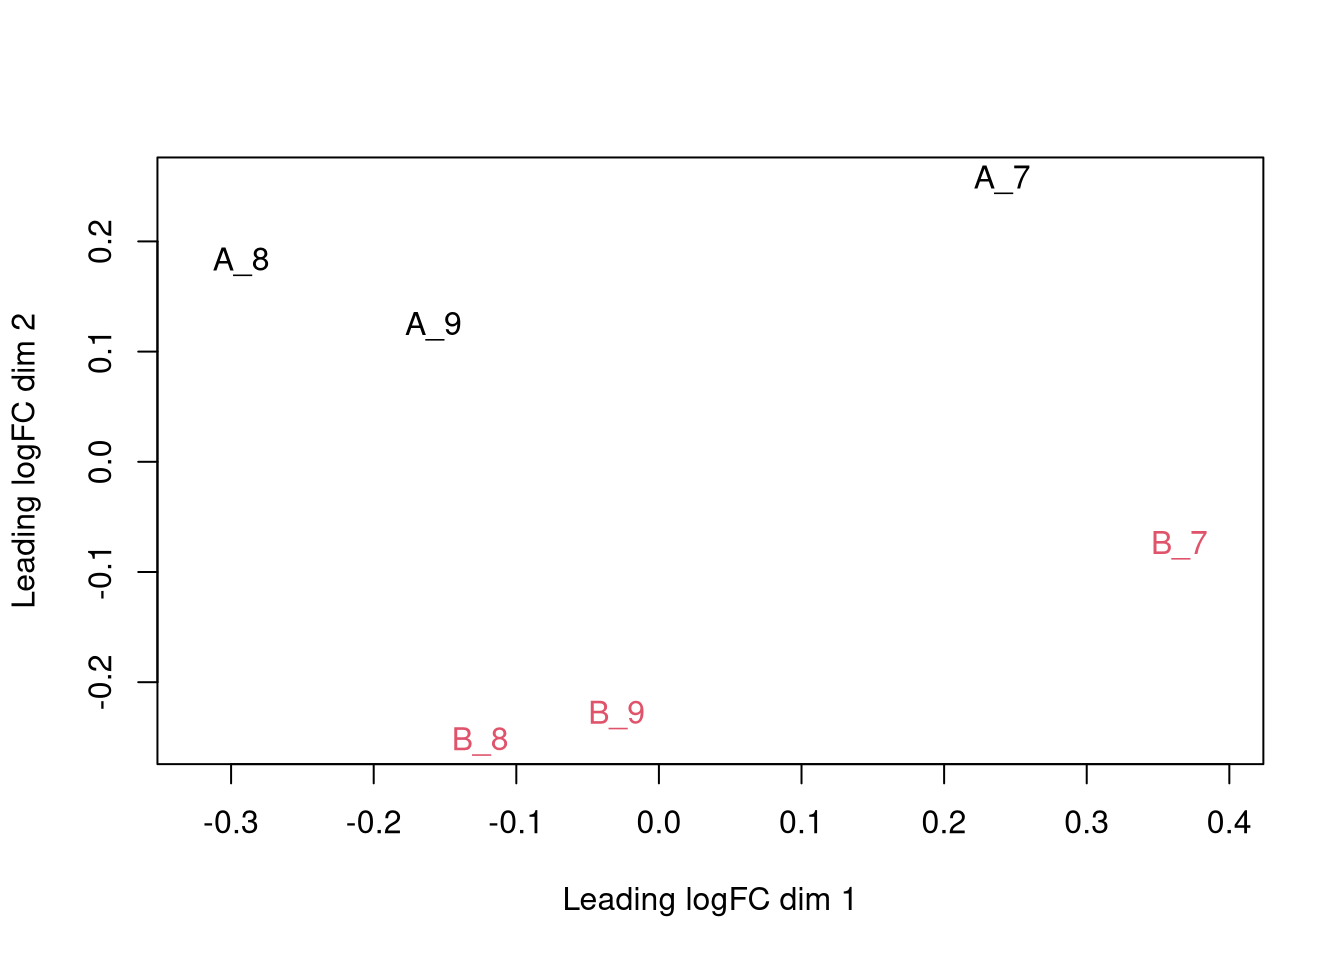 A_7
A_8
A_9
B_7
B_9
B_8
0.2
0.1
0.0
-0.1
-0.2
Leading logFC dim 2
-0.3 -0.2 -0.1 0.0 0.1 0.2 0.3 0.4
Leading logFC dim 1